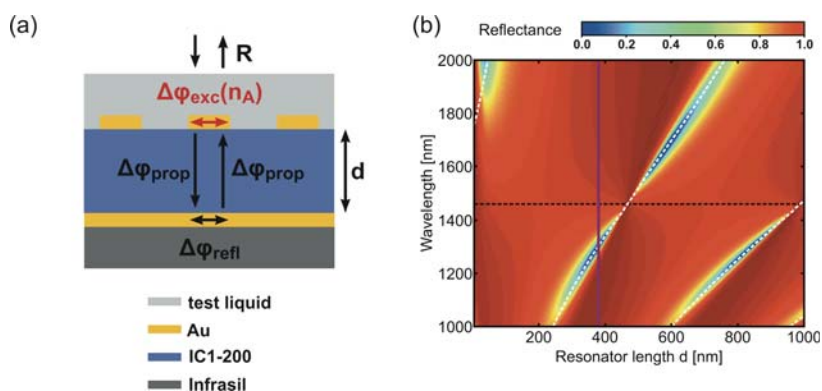 (a)
R
Δφexc(nA)
Δφprop
Δφprop
d
Δφrefl
test liquid
Au
IC1-200
Infrasil
(b)
Reflectance
0.0 0.2 0.4 0.6 0.8 1.0
2000
1800
1600
1400
1200
1000
Wavelength [nm]
200 400 600 800 1000
Resonator length d [nm]